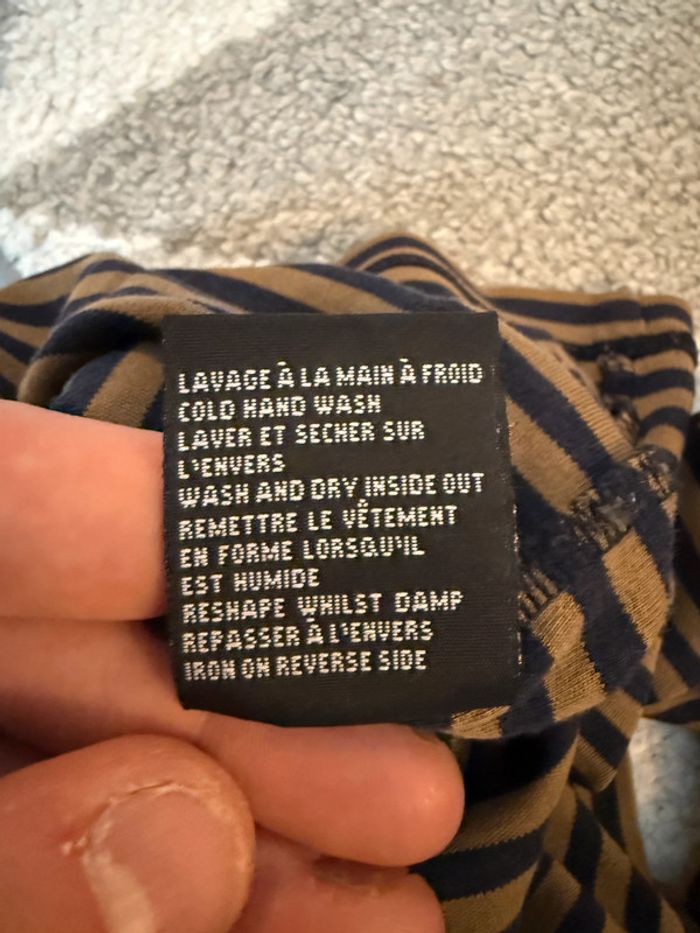 LAVAGE À LA MAIN À FROID
COLD HAND WASH
LAVER ET SECHER SUR
L'ENVERS
WASH AND DRY INSIDE OUT
REMETTRE LE VÊTEMENT
EN FORME LORSQU'IL
EST HUMIDE
RESHAPE WHILST DAMP
REPASSER À L'ENVERS
IRON ON REVERSE SIDE